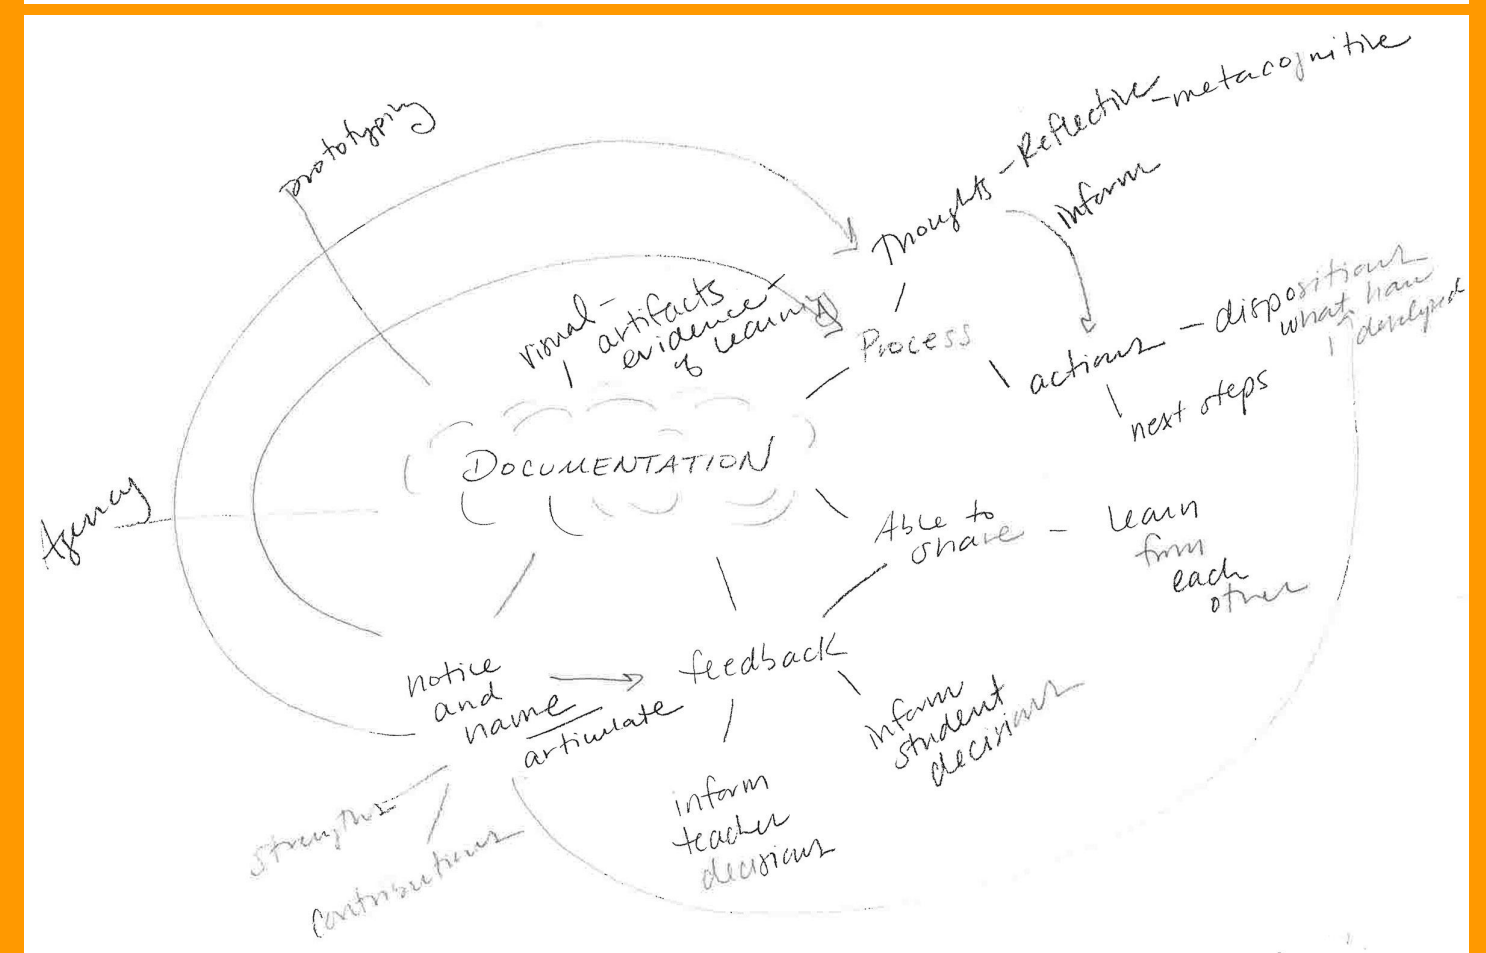 prototyping
Thoughts - Reflective - metacognitive
inform
visual - artifacts
evidence -
of learning
Process
actions - dispositions
what have
I developed
next steps
DOCUMENTATION
Agency
Able to
share - learn
from
each
other
notice
and
name
articulate
feedback
inform
student
decisions
inform
teacher
decisions
strengths
contributions